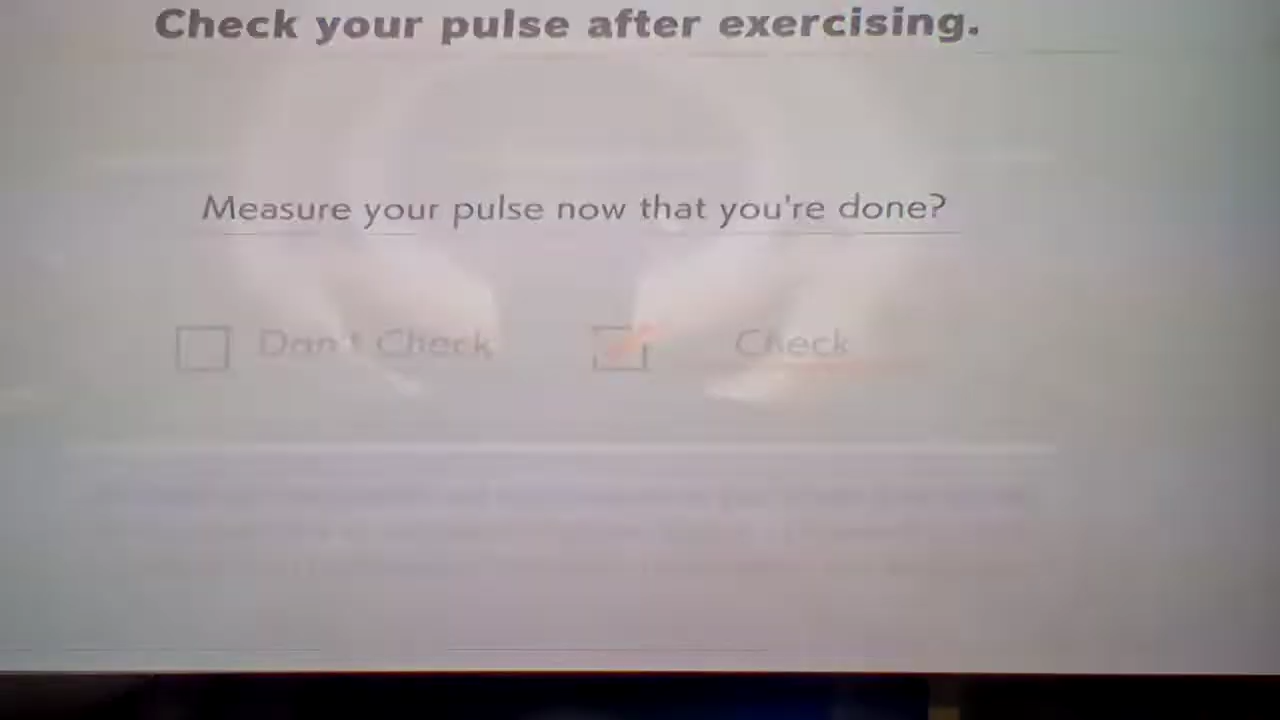 Check your pulse after exercising.
Measure your pulse now that you're done?
Don't Check
Check